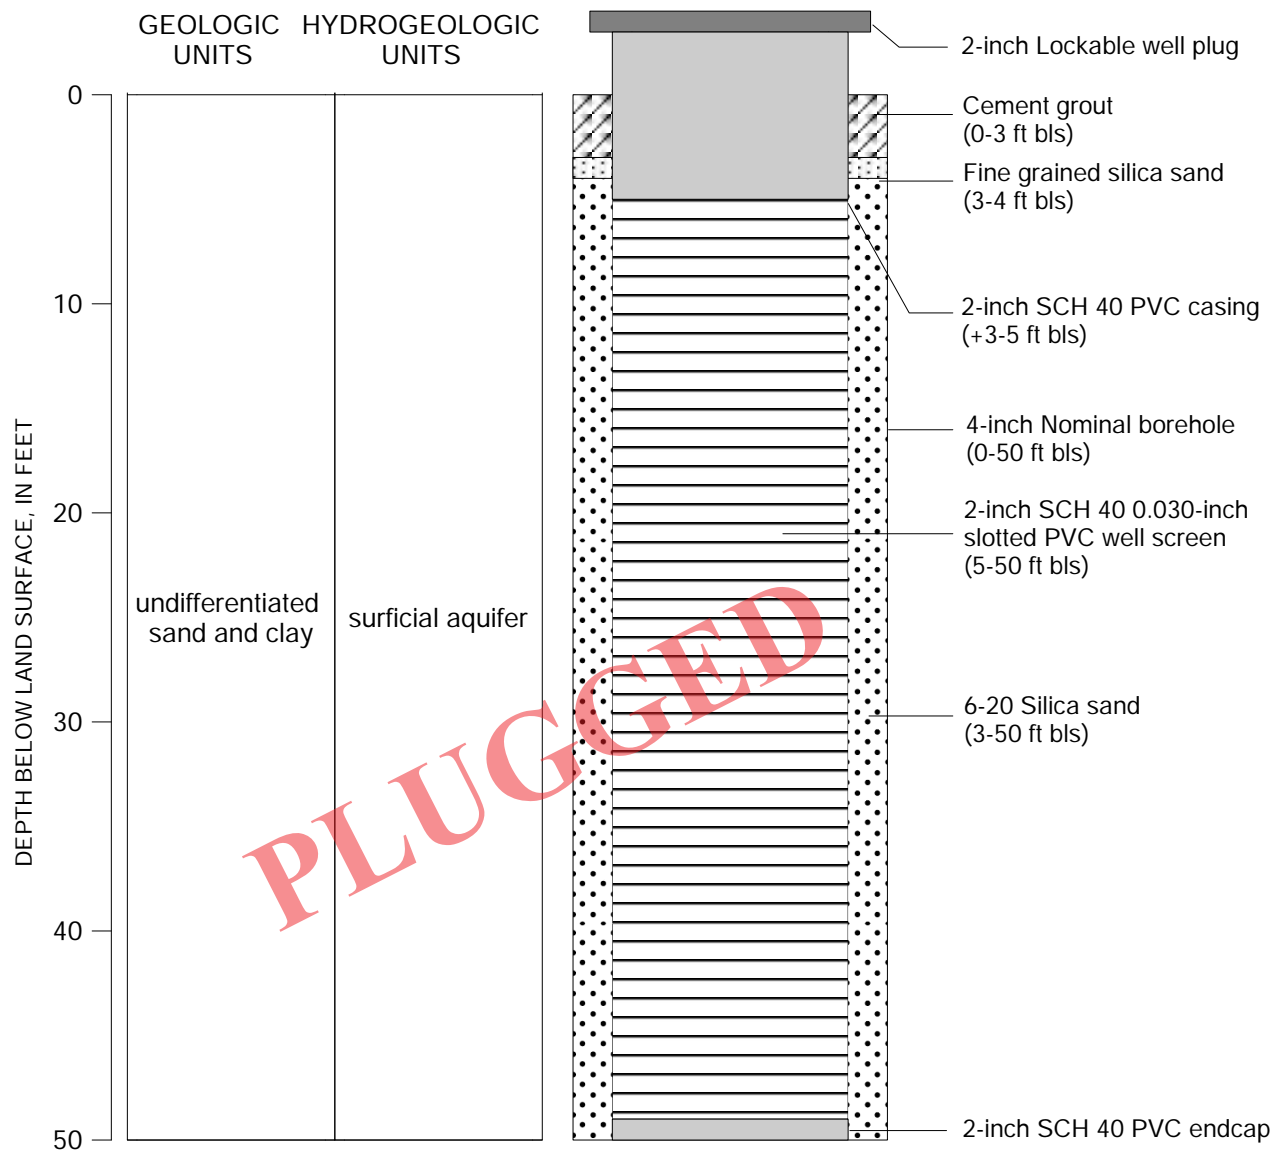 GEOLOGIC
UNITS
HYDROGEOLOGIC
UNITS
2-inch Lockable well plug
0
Cement grout
(0-3 ft bls)
Fine grained silica sand
(3-4 ft bls)
10
2-inch SCH 40 PVC casing
(+3-5 ft bls)
4-inch Nominal borehole
(0-50 ft bls)
20
2-inch SCH 40 0.030-inch
slotted PVC well screen
(5-50 ft bls)
DEPTH BELOW LAND SURFACE, IN FEET
undifferentiated
sand and clay
surficial aquifer
PLUGGED
30
6-20 Silica sand
(3-50 ft bls)
40
50
2-inch SCH 40 PVC endcap